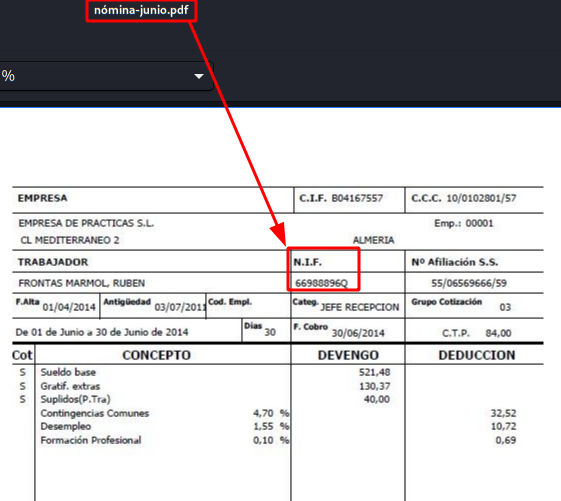 nómina-junio.pdf
%
EMPRESA C.I.F. B04167557 C.C.C. 10/0102801/57
EMPRESA DE PRACTICAS S.L. Emp.: 00001
CL MEDITERRANEO 2 ALMERIA
TRABAJADOR N.I.F. Nº Afiliación S.S.
FRONTAS MARMOL, RUBEN 66988896Q 55/06569666/59
F.Alta 01/04/2014 Antigüedad 03/07/2011 Cod. Empl. Categ. JEFE RECEPCION Grupo Cotización 03
De 01 de Junio a 30 de Junio de 2014 Días 30 F. Cobro 30/06/2014 C.T.P. 84,00
Cot CONCEPTO DEVENGO DEDUCCION
S Sueldo base 521,48
S Gratif. extras 130,37
S Suplidos(P.Tra) 40,00
Contingencias Comunes 4,70 % 32,52
Desempleo 1,55 % 10,72
Formación Profesional 0,10 % 0,69